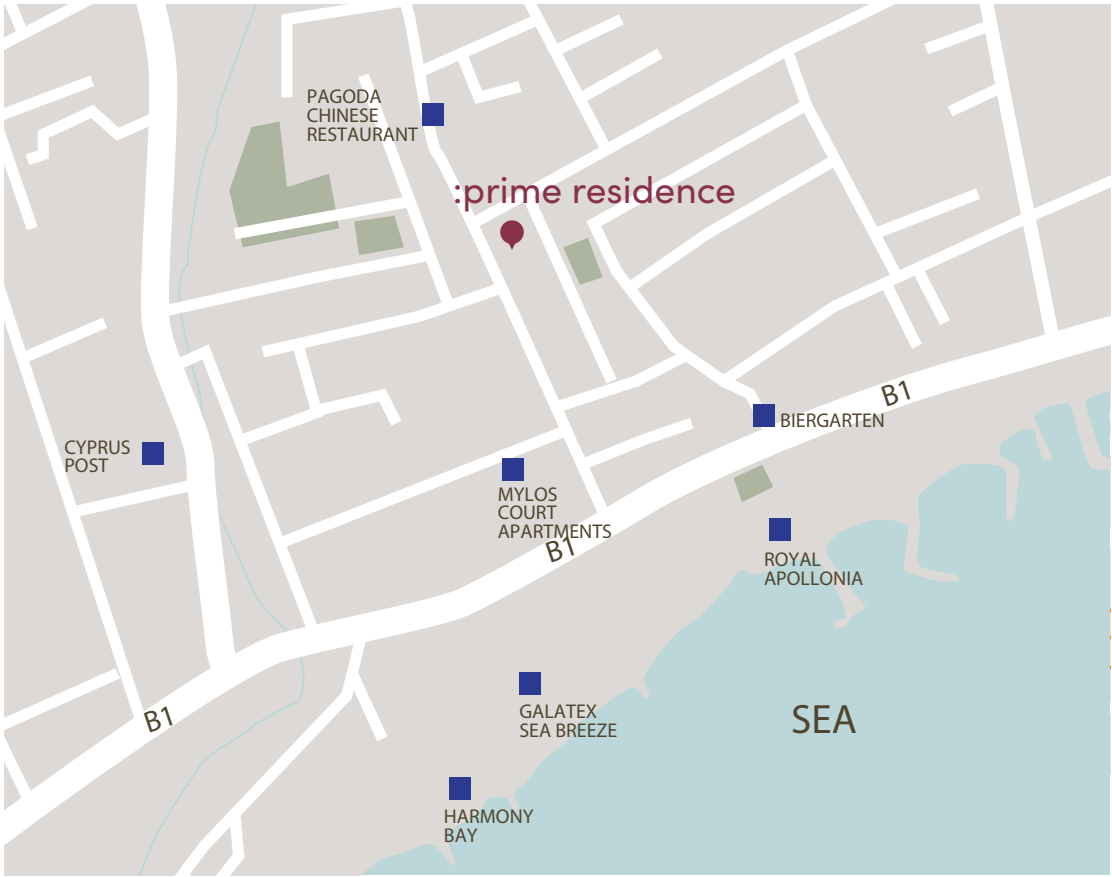 PAGODA
CHINESE
RESTAURANT
:prime residence
B1
BIERGARTEN
CYPRUS
POST
MYLOS
COURT
APARTMENTS
B1
ROYAL
APOLLONIA
GALATEX
SEA BREEZE
B1
SEA
HARMONY
BAY